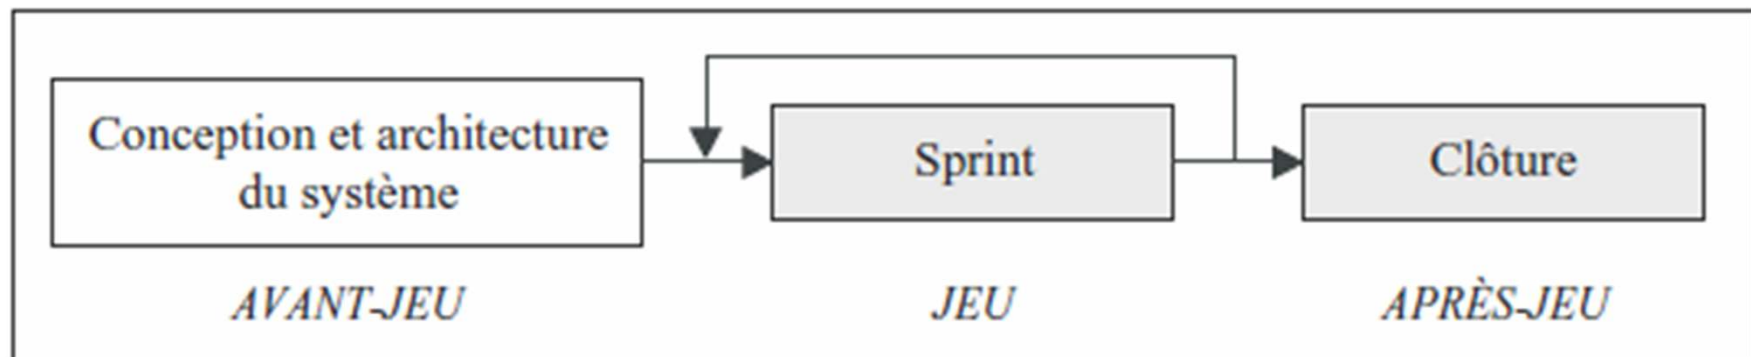 Conception et architecture
du système
Sprint
Clôture
AVANT-JEU
JEU
APRÈS-JEU